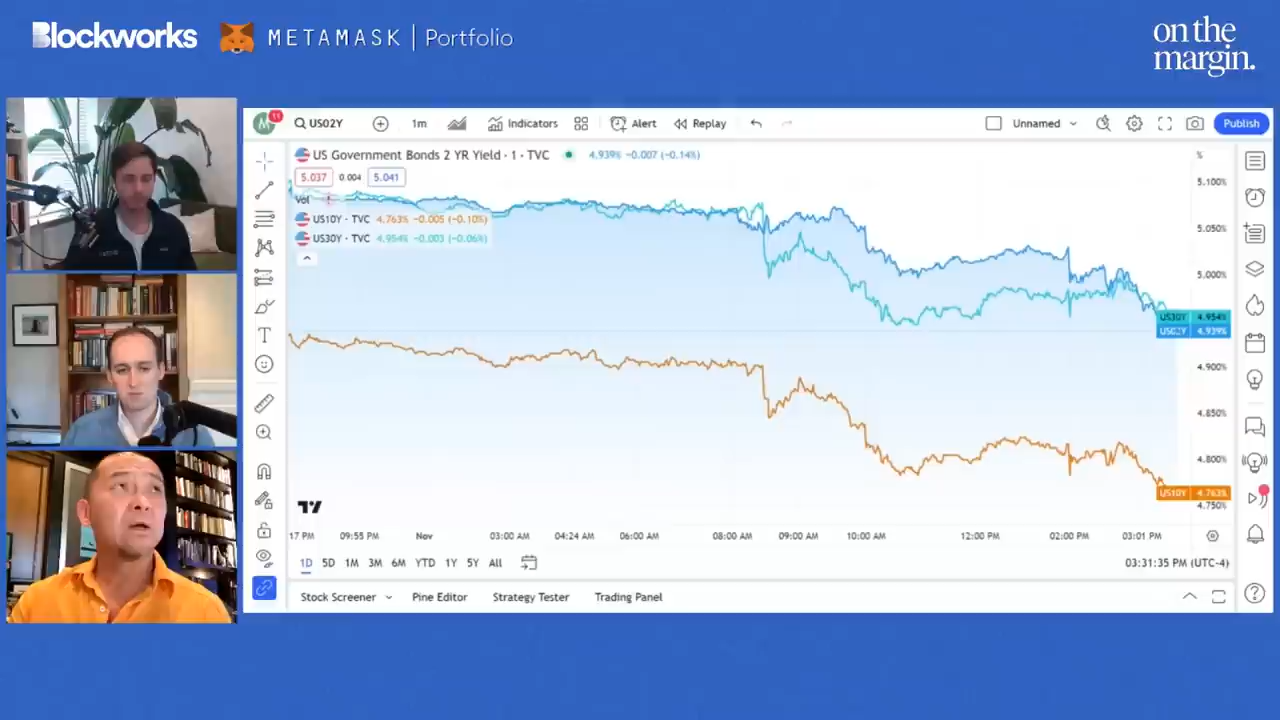 Blockworks METAMASK | Portfolio
on the
margin.
M 11 US02Y 1m Indicators Alert Replay Unnamed Publish
US Government Bonds 2 YR Yield · 1 · TVC 4.939% −0.007 (−0.14%)
5.037 0.004 5.041
Vol
US10Y · TVC 4.763% −0.005 (−0.10%)
US30Y · TVC 4.954% −0.003 (−0.06%)
%
5.100%
5.050%
5.000%
US30Y 4.954%
US02Y 4.939%
4.900%
4.850%
4.800%
US10Y 4.763%
4.750%
17 PM 09:55 PM Nov 03:00 AM 04:24 AM 06:00 AM 08:00 AM 09:00 AM 10:00 AM 12:00 PM 02:00 PM 03:01 PM
1D 5D 1M 3M 6M YTD 1Y 5Y All 03:31:35 PM (UTC-4)
Stock Screener Pine Editor Strategy Tester Trading Panel